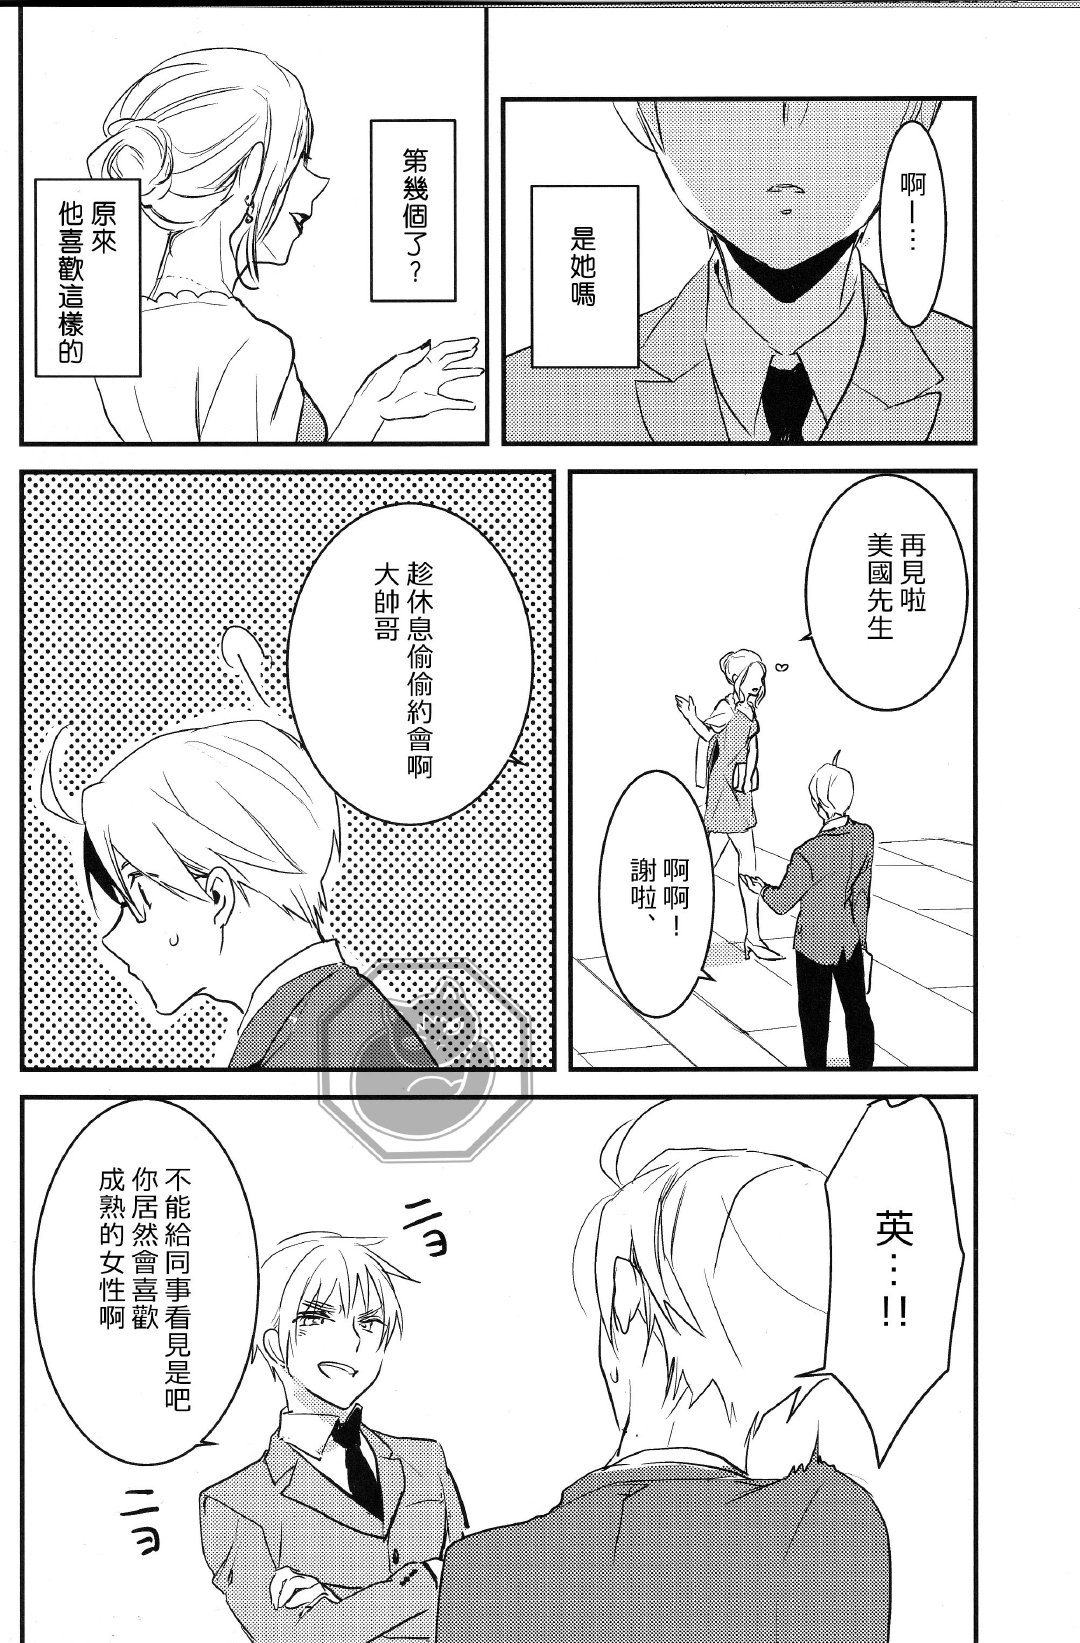 啊ー…
是她嗎
第幾個了？
原來
他喜歡這樣的
再見啦
美國先生
啊啊！
謝啦、
趁休息偷偷約會啊
大帥哥
英…!!
ニヨ
不能給同事看見是吧
你居然會喜歡
成熟的女性啊
ニヨ